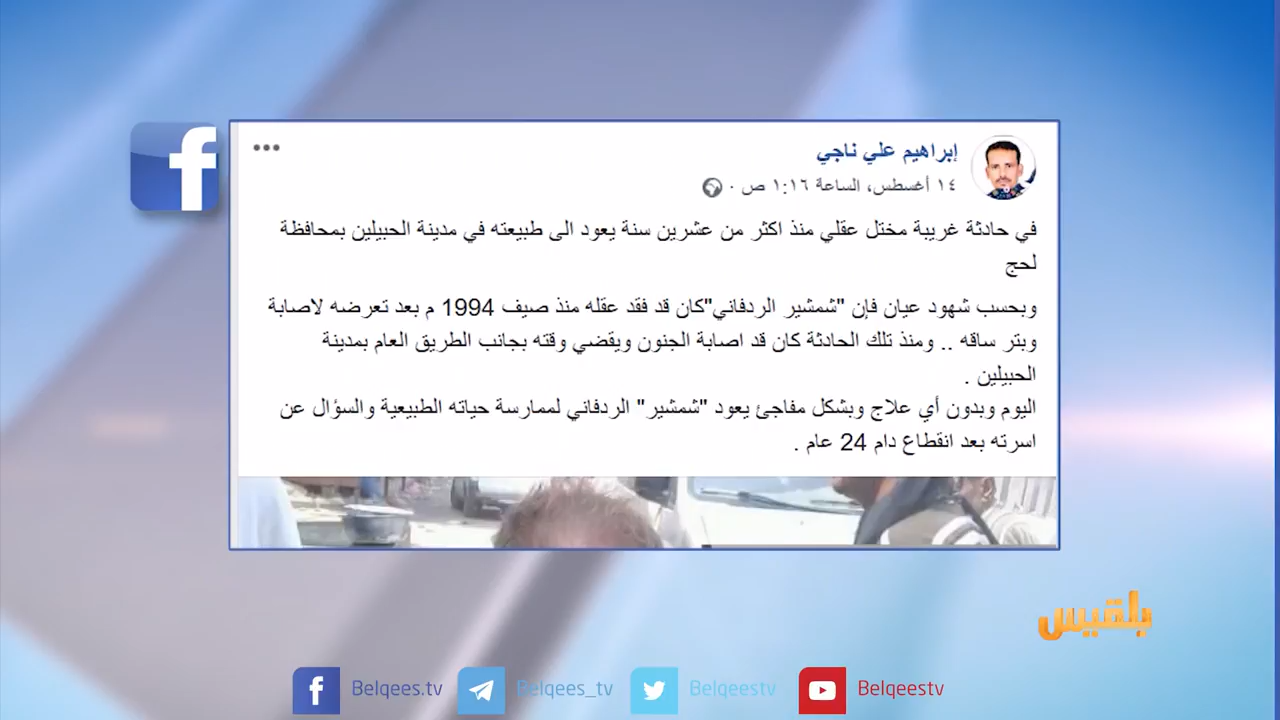 إبراهيم علي ناجي
١٤ أغسطس، الساعة ١:١٦ ص ·
في حادثة غريبة مختل عقلي منذ اكثر من عشرين سنة يعود الى طبيعته في مدينة الحبيلين بمحافظة
لحج
وبحسب شهود عيان فإن "شمشير الردفاني"كان قد فقد عقله منذ صيف 1994 م بعد تعرضه لاصابة
وبتر ساقه .. ومنذ تلك الحادثة كان قد اصابة الجنون ويقضي وقته بجانب الطريق العام بمدينة
الحبيلين .
اليوم وبدون أي علاج وبشكل مفاجئ يعود "شمشير" الردفاني لممارسة حياته الطبيعية والسؤال عن
اسرته بعد انقطاع دام 24 عام .
بلقيس
Belqees.tv
Belqees_tv
Belqeestv
Belqeestv